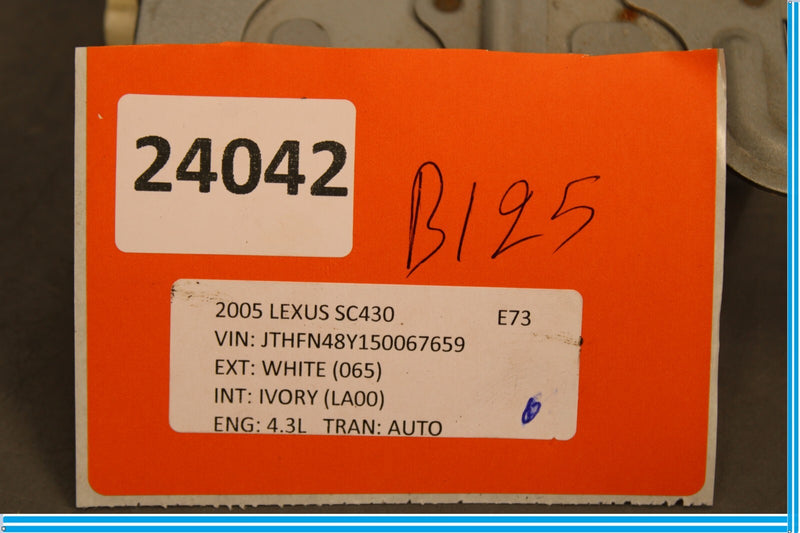 24042
B125
2005 LEXUS SC430 E73
VIN: JTHFN48Y150067659
EXT: WHITE (065)
INT: IVORY (LA00)
ENG: 4.3L TRAN: AUTO